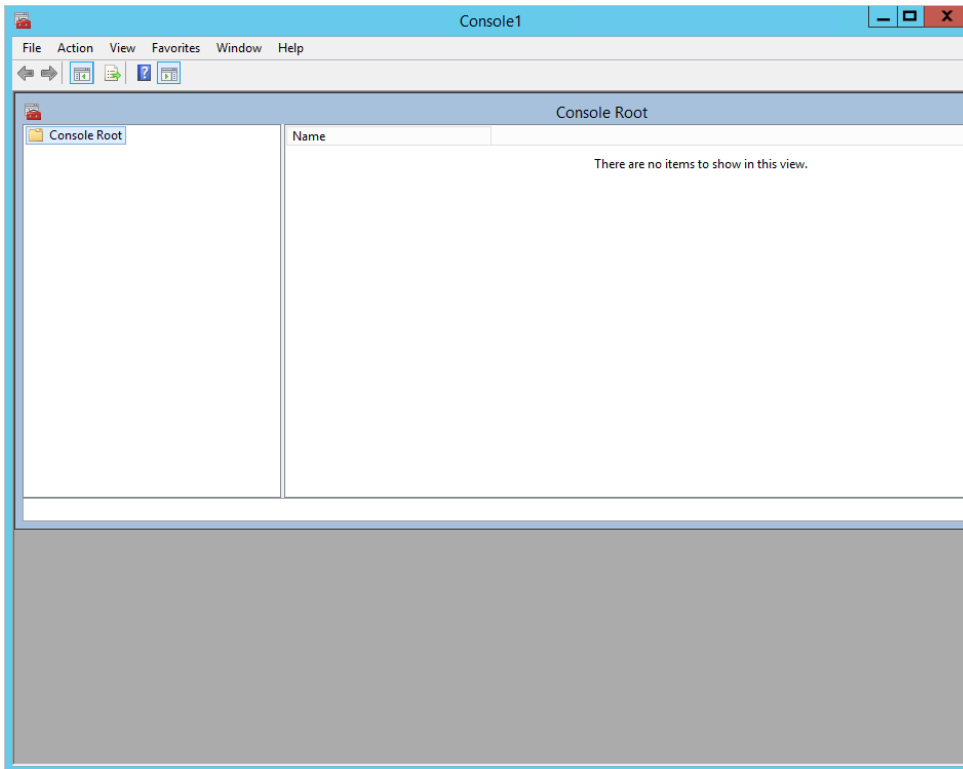 Console1
File Action View Favorites Window Help
Console Root
Console Root
Name
There are no items to show in this view.